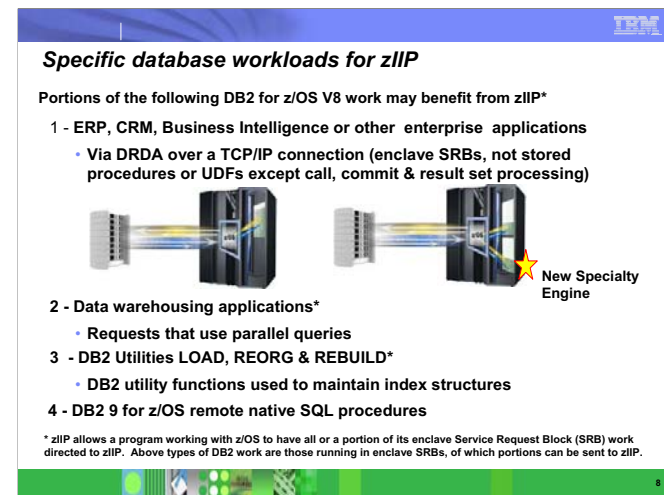 IBM
Specific database workloads for zIIP
Portions of the following DB2 for z/OS V8 work may benefit from zIIP*
1 - ERP, CRM, Business Intelligence or other enterprise applications
• Via DRDA over a TCP/IP connection (enclave SRBs, not stored
procedures or UDFs except call, commit & result set processing)
z/OS z/OS
New Specialty
Engine
2 - Data warehousing applications*
• Requests that use parallel queries
3 - DB2 Utilities LOAD, REORG & REBUILD*
• DB2 utility functions used to maintain index structures
4 - DB2 9 for z/OS remote native SQL procedures
* zIIP allows a program working with z/OS to have all or a portion of its enclave Service Request Block (SRB) work
directed to zIIP. Above types of DB2 work are those running in enclave SRBs, of which portions can be sent to zIIP.
8